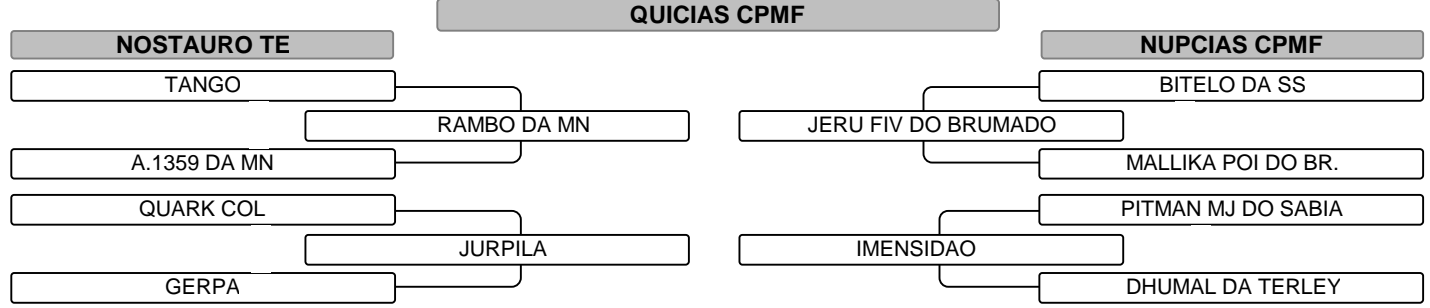 QUICIAS CPMF
NOSTAURO TE
NUPCIAS CPMF
TANGO
BITELO DA SS
RAMBO DA MN
JERU FIV DO BRUMADO
A.1359 DA MN
MALLIKA POI DO BR.
QUARK COL
PITMAN MJ DO SABIA
JURPILA
IMENSIDAO
GERPA
DHUMAL DA TERLEY